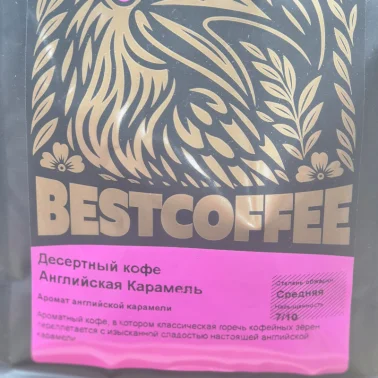 BESTCOFFEE
Десертный кофе
Английская Карамель
Аромат английской карамели
Степень обжарки
Средняя
Насыщенность
7/10
Ароматный кофе, в котором классическая горечь кофейных зерен
переплетается с изысканной сладостью настоящей английской
карамели